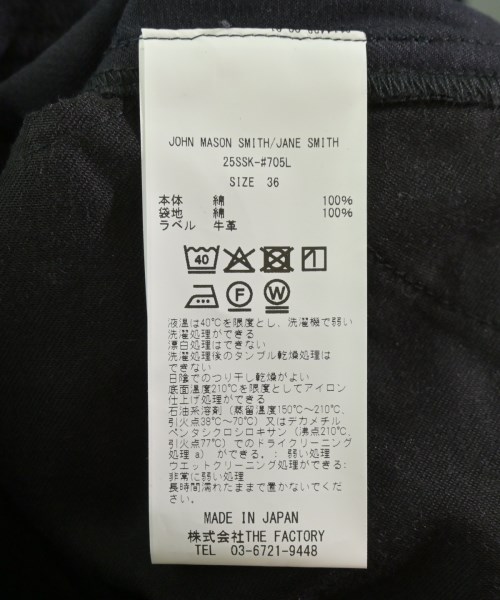 JOHN MASON SMITH/JANE SMITH
25SSK-#705L
SIZE 36
本体 綿 100%
袋地 綿 100%
ラベル 牛革
40
F
W
液温は40℃を限度とし、洗濯機で弱い
洗濯処理ができる
漂白処理はできない
洗濯処理後のタンブル乾燥処理は
できない
日陰でのつり干し乾燥がよい
底面温度210℃を限度としてアイロン
仕上げ処理ができる
石油系溶剤(蒸留温度150℃〜210℃、
引火点38℃〜70℃)又はデカメチル
ペンタシクロシロキサン(沸点210℃、
引火点77℃)でのドライクリーニング
処理 a) ができる。: 弱い処理
ウエットクリーニング処理ができる:
非常に弱い処理
長時間濡れたままで置かないでくだ
さい。
MADE IN JAPAN
株式会社THE FACTORY
TEL 03-6721-9448